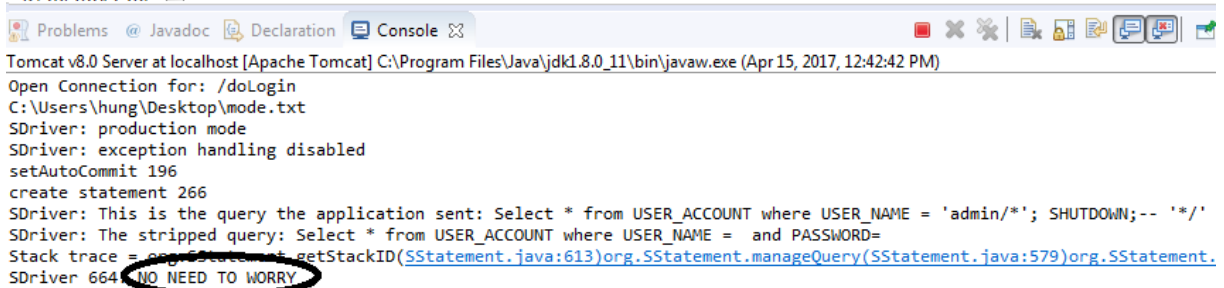 Problems @ Javadoc Declaration Console
Tomcat v8.0 Server at localhost [Apache Tomcat] C:\Program Files\Java\jdk1.8.0_11\bin\javaw.exe (Apr 15, 2017, 12:42:42 PM)
Open Connection for: /doLogin
C:\Users\hung\Desktop\mode.txt
SDriver: production mode
SDriver: exception handling disabled
setAutoCommit 196
create statement 266
SDriver: This is the query the application sent: Select * from USER_ACCOUNT where USER_NAME = 'admin/*'; SHUTDOWN;-- '*/'
SDriver: The stripped query: Select * from USER_ACCOUNT where USER_NAME =  and PASSWORD=
Stack trace = getStackID(SStatement.java:613)org.SStatement.manageQuery(SStatement.java:579)org.SStatement.
SDriver 664 NO NEED TO WORRY